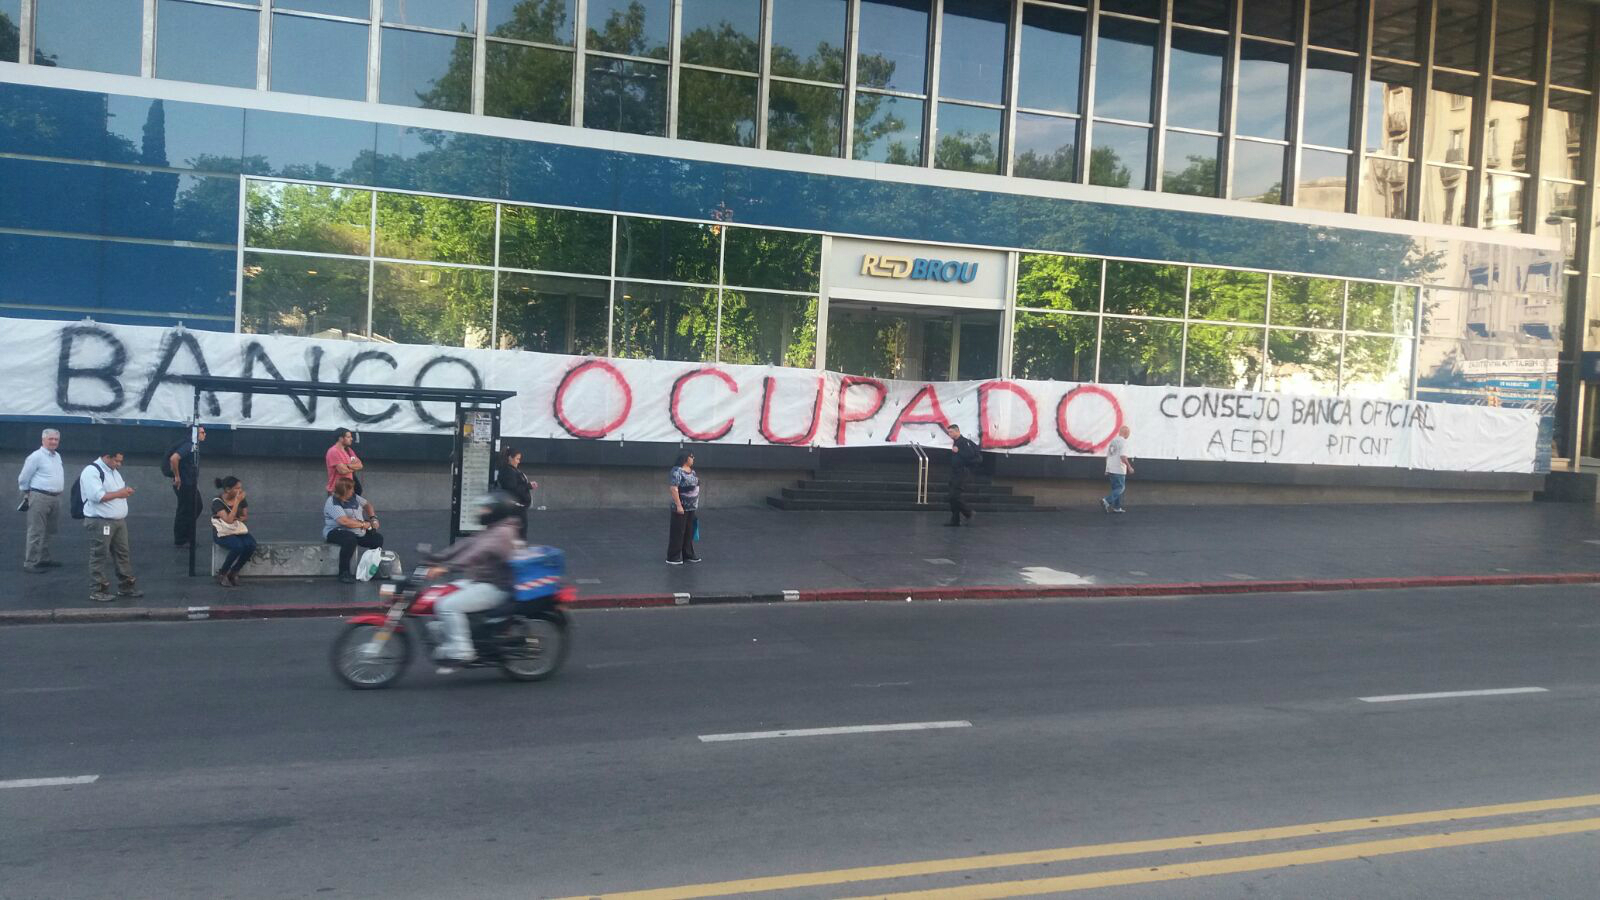 REDBROU
BANCO OCUPADO
CONSEJO BANCA OFICIAL
AEBU PIT CNT